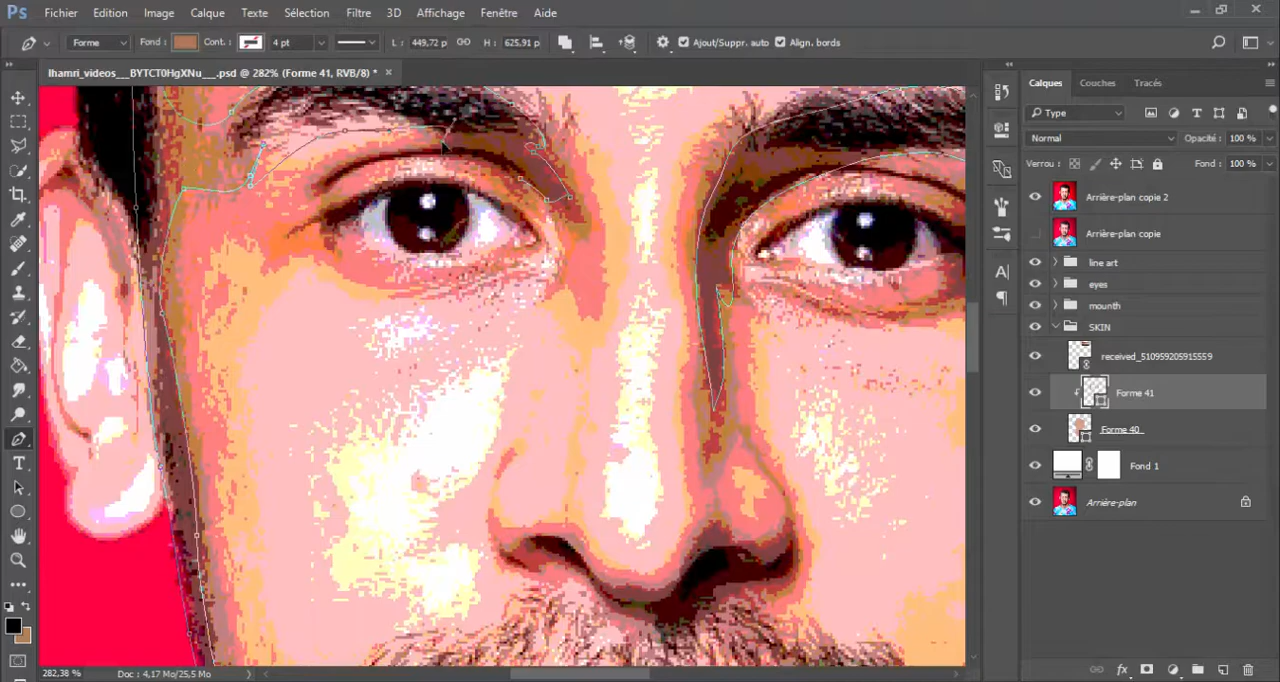 Ps Fichier Edition Image Calque Texte Sélection Filtre 3D Affichage Fenêtre Aide
Forme Fond : Cont. : 4 pt L : 449,72 p H : 625,91 p Ajout/Suppr. auto Align. bords
lhamri_videos___BYTCT0HgXNu___.psd @ 282% (Forme 41, RVB/8) * ×
Calques Couches Tracés
Type
Normal Opacité : 100 %
Verrou : Fond : 100 %
Arrière-plan copie 2
Arrière-plan copie
line art
eyes
mounth
SKIN
received_510959205915559
Forme 41
Forme 40
Fond 1
Arrière-plan
282,38 % Doc : 4,17 Mo/25,5 Mo